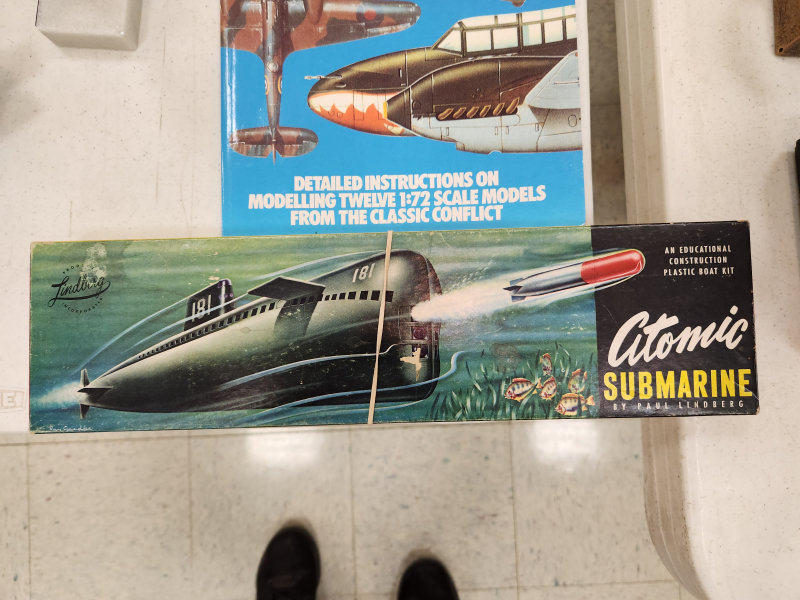 DETAILED INSTRUCTIONS ON
MODELLING TWELVE 1:72 SCALE MODELS
FROM THE CLASSIC CONFLICT
Lindberg
INCORPORATED
181
181
AN EDUCATIONAL
CONSTRUCTION
PLASTIC BOAT KIT
Atomic
SUBMARINE
BY PAUL LINDBERG